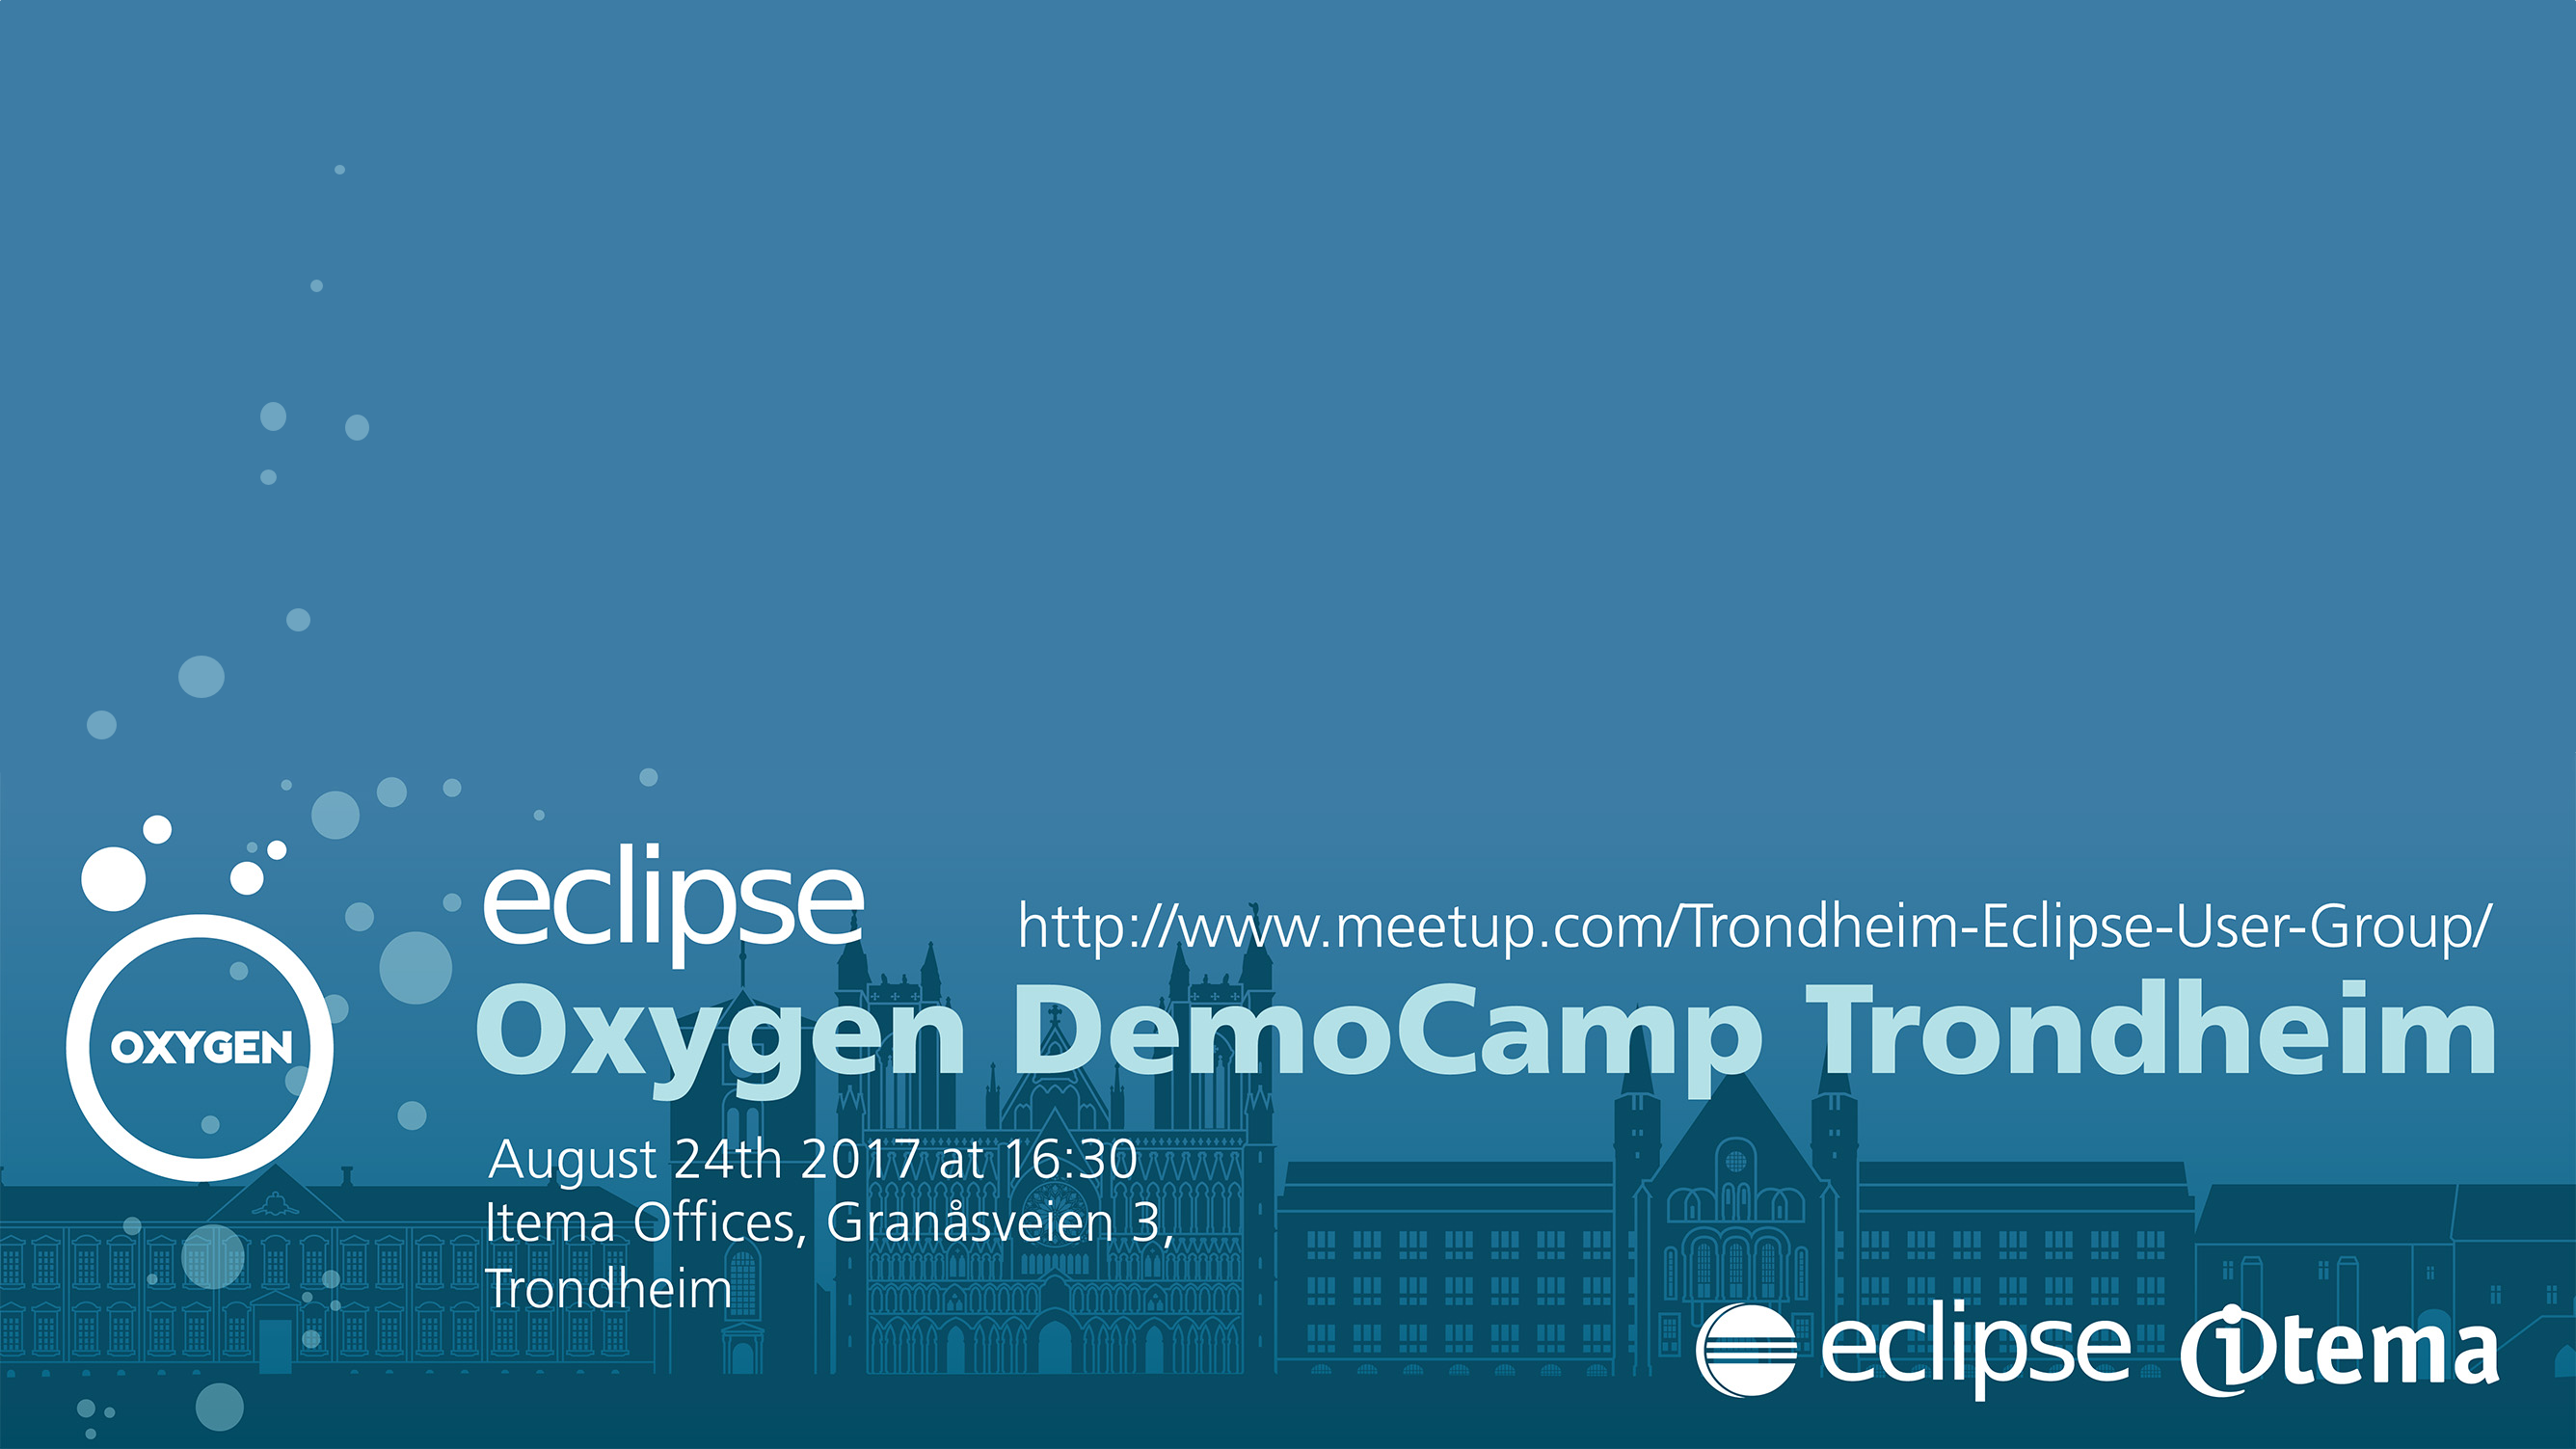 eclipse
http://www.meetup.com/Trondheim-Eclipse-User-Group/
OXYGEN
Oxygen DemoCamp Trondheim
August 24th 2017 at 16:30
Itema Offices, Granåsveien 3,
Trondheim
eclipse itema